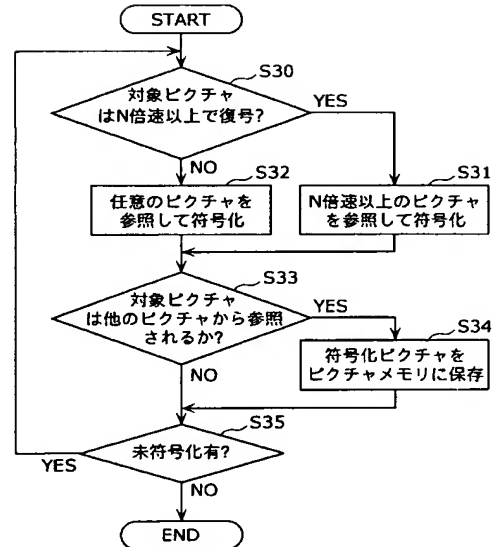 START
S30
対象ピクチャ
はN倍速以上で復号?
YES
NO
S32
S31
任意のピクチャを
参照して符号化
N倍速以上のピクチャ
を参照して符号化
S33
対象ピクチャ
は他のピクチャから参照
されるか?
YES
S34
符号化ピクチャを
ピクチャメモリに保存
NO
S35
未符号化有?
YES
NO
END